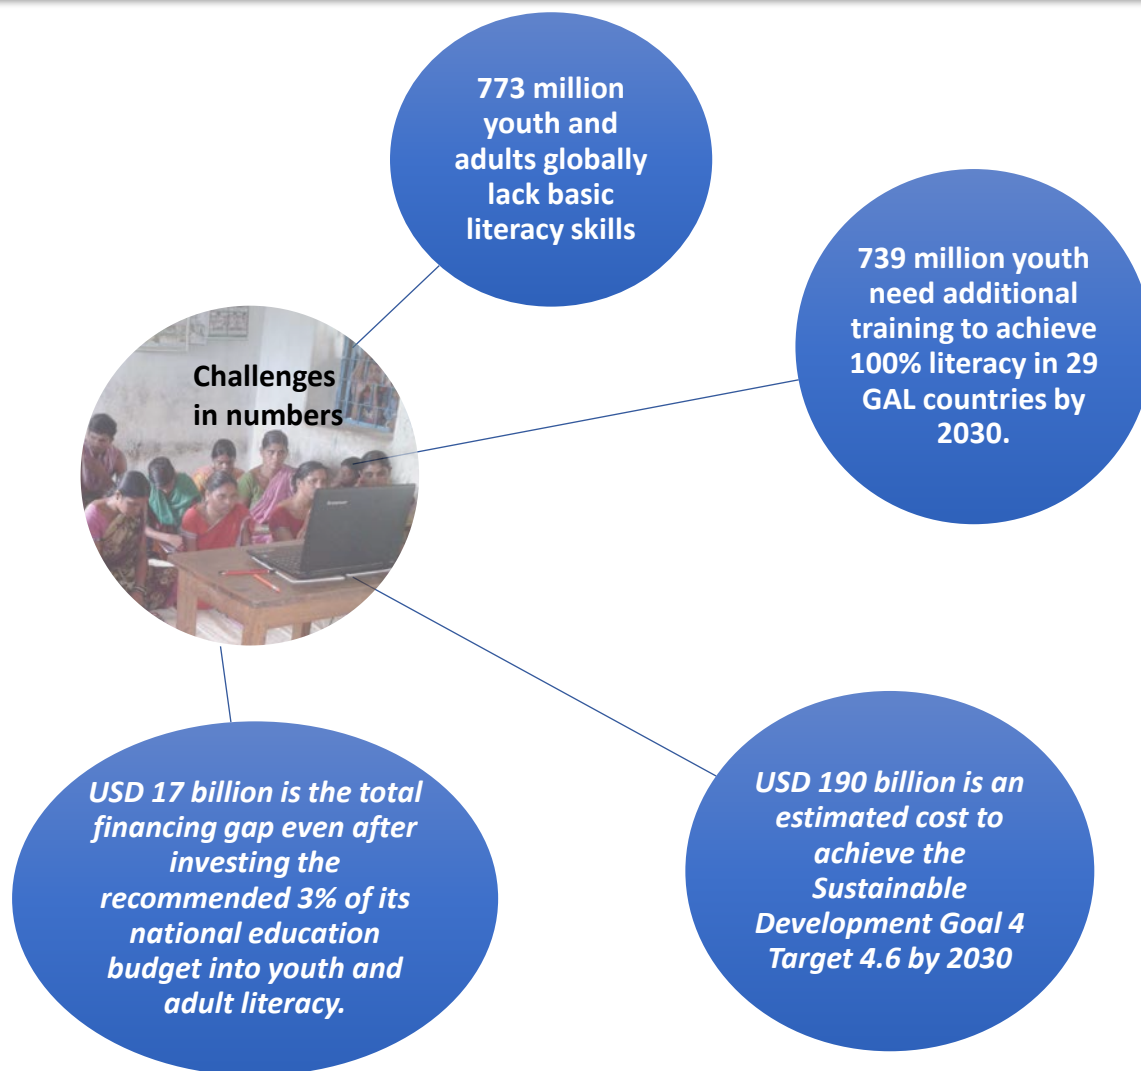 773 million
youth and
adults globally
lack basic
literacy skills
739 million youth
need additional
training to achieve
100% literacy in 29
GAL countries by
2030.
Challenges
in numbers
USD 17 billion is the total
financing gap even after
investing the
recommended 3% of its
national education
budget into youth and
adult literacy.
USD 190 billion is an
estimated cost to
achieve the
Sustainable
Development Goal 4
Target 4.6 by 2030